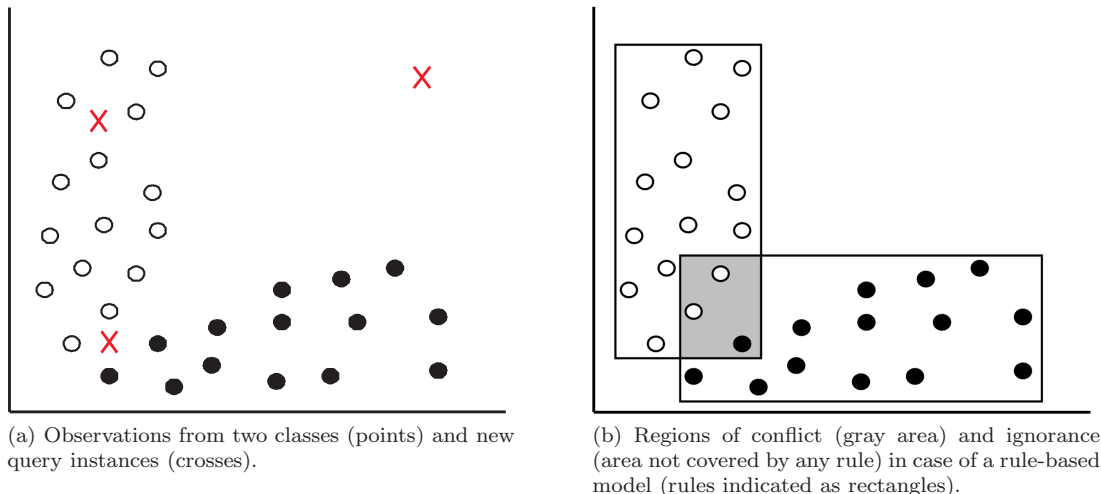 (a) Observations from two classes (points) and new
query instances (crosses).
(b) Regions of conflict (gray area) and ignorance
(area not covered by any rule) in case of a rule-based
model (rules indicated as rectangles).